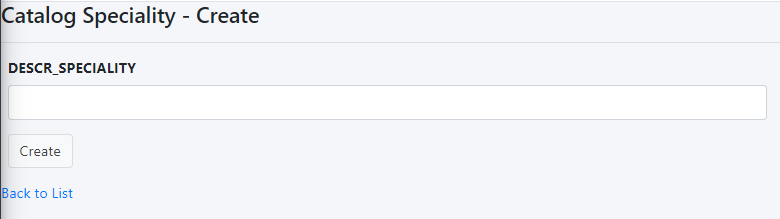 Catalog Speciality - Create
DESCR_SPECIALITY
Create
Back to List